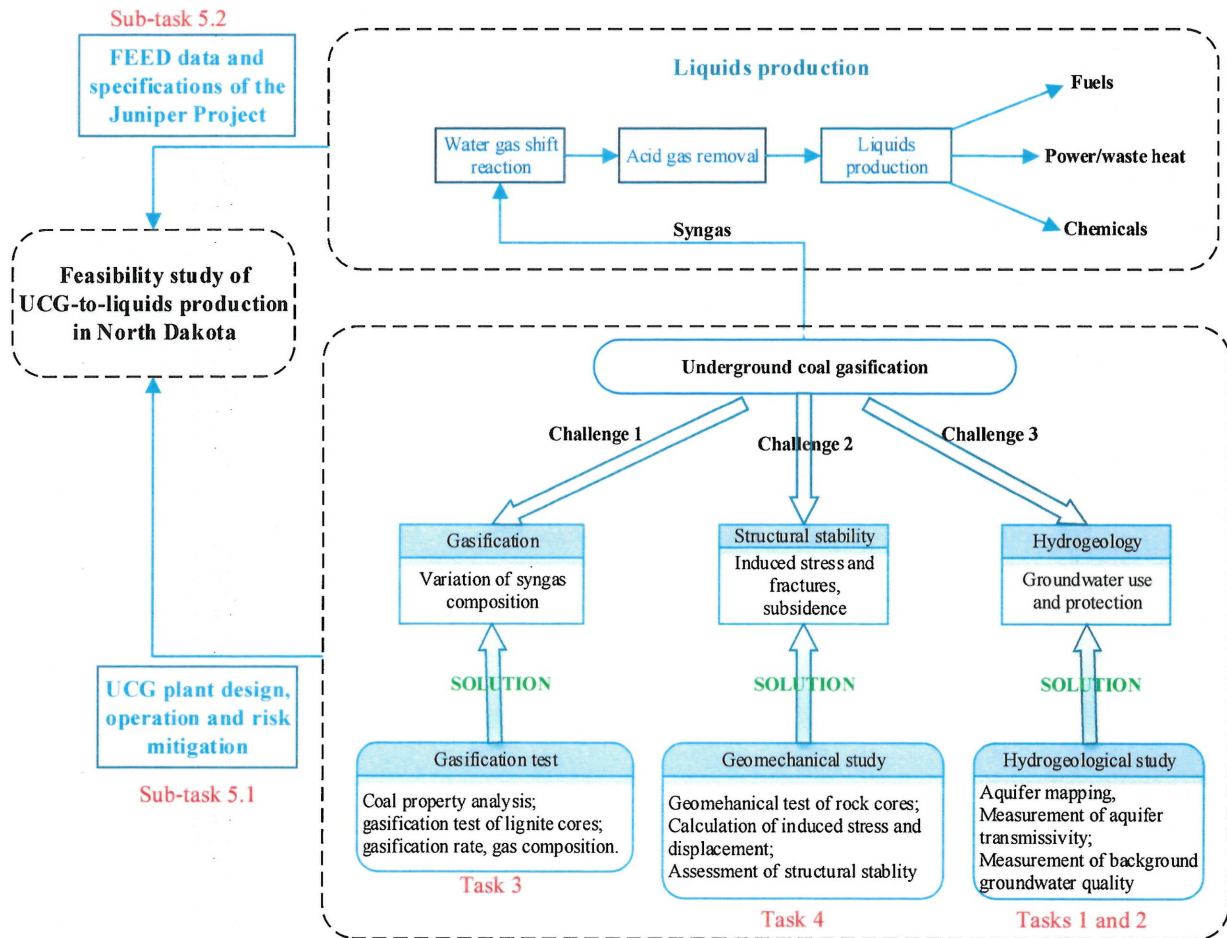 Sub-task 5.2
FEED data and
specifications of the
Juniper Project
Liquids production
Water gas shift
reaction
Acid gas removal
Liquids
production
Fuels
Power/waste heat
Chemicals
Syngas
Feasibility study of
UCG-to-liquids production
in North Dakota
Underground coal gasification
Challenge 1
Challenge 2
Challenge 3
Gasification
Variation of syngas
composition
Structural stability
Induced stress and
fractures,
subsidence
Hydrogeology
Groundwater use
and protection
SOLUTION
SOLUTION
SOLUTION
UCG plant design,
operation and risk
mitigation
Sub-task 5.1
Gasification test
Coal property analysis;
gasification test of lignite cores;
gasification rate, gas composition.
Task 3
Geomechanical study
Geomehanical test of rock cores;
Calculation of induced stress and
displacement;
Assessment of structural stablity
Task 4
Hydrogeological study
Aquifer mapping,
Measurement of aquifer
transmissivity;
Measurement of background
groundwater quality
Tasks 1 and 2